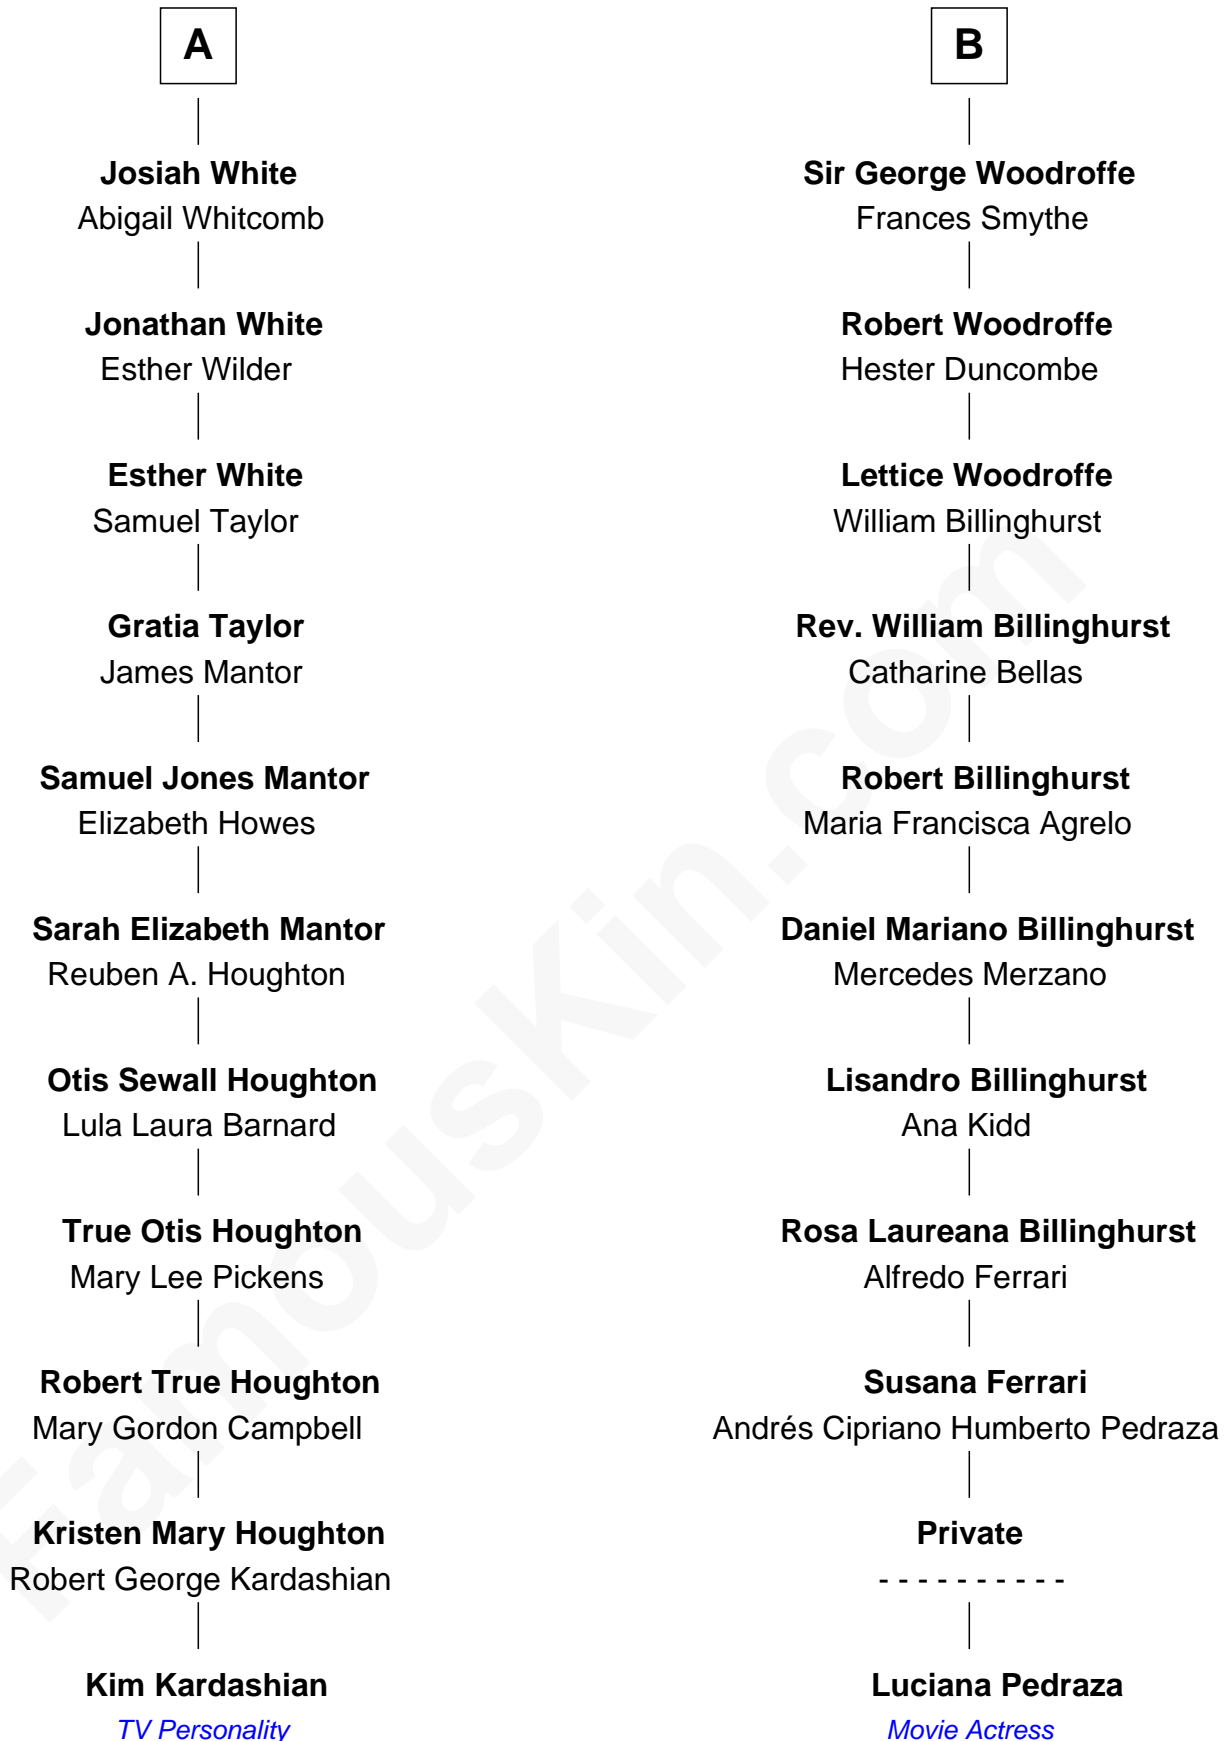 A
Josiah White
Abigail Whitcomb
Jonathan White
Esther Wilder
Esther White
Samuel Taylor
Gratia Taylor
James Mantor
Samuel Jones Mantor
Elizabeth Howes
Sarah Elizabeth Mantor
Reuben A. Houghton
Otis Sewall Houghton
Lula Laura Barnard
True Otis Houghton
Mary Lee Pickens
Robert True Houghton
Mary Gordon Campbell
Kristen Mary Houghton
Robert George Kardashian
Kim Kardashian
TV Personality
B
Sir George Woodroffe
Frances Smythe
Robert Woodroffe
Hester Duncombe
Lettice Woodroffe
William Billinghurst
Rev. William Billinghurst
Catharine Bellas
Robert Billinghurst
Maria Francisca Agrelo
Daniel Mariano Billinghurst
Mercedes Merzano
Lisandro Billinghurst
Ana Kidd
Rosa Laureana Billinghurst
Alfredo Ferrari
Susana Ferrari
Andrés Cipriano Humberto Pedraza
Private
- - - - - - - - - -
Luciana Pedraza
Movie Actress
FamousKin.com